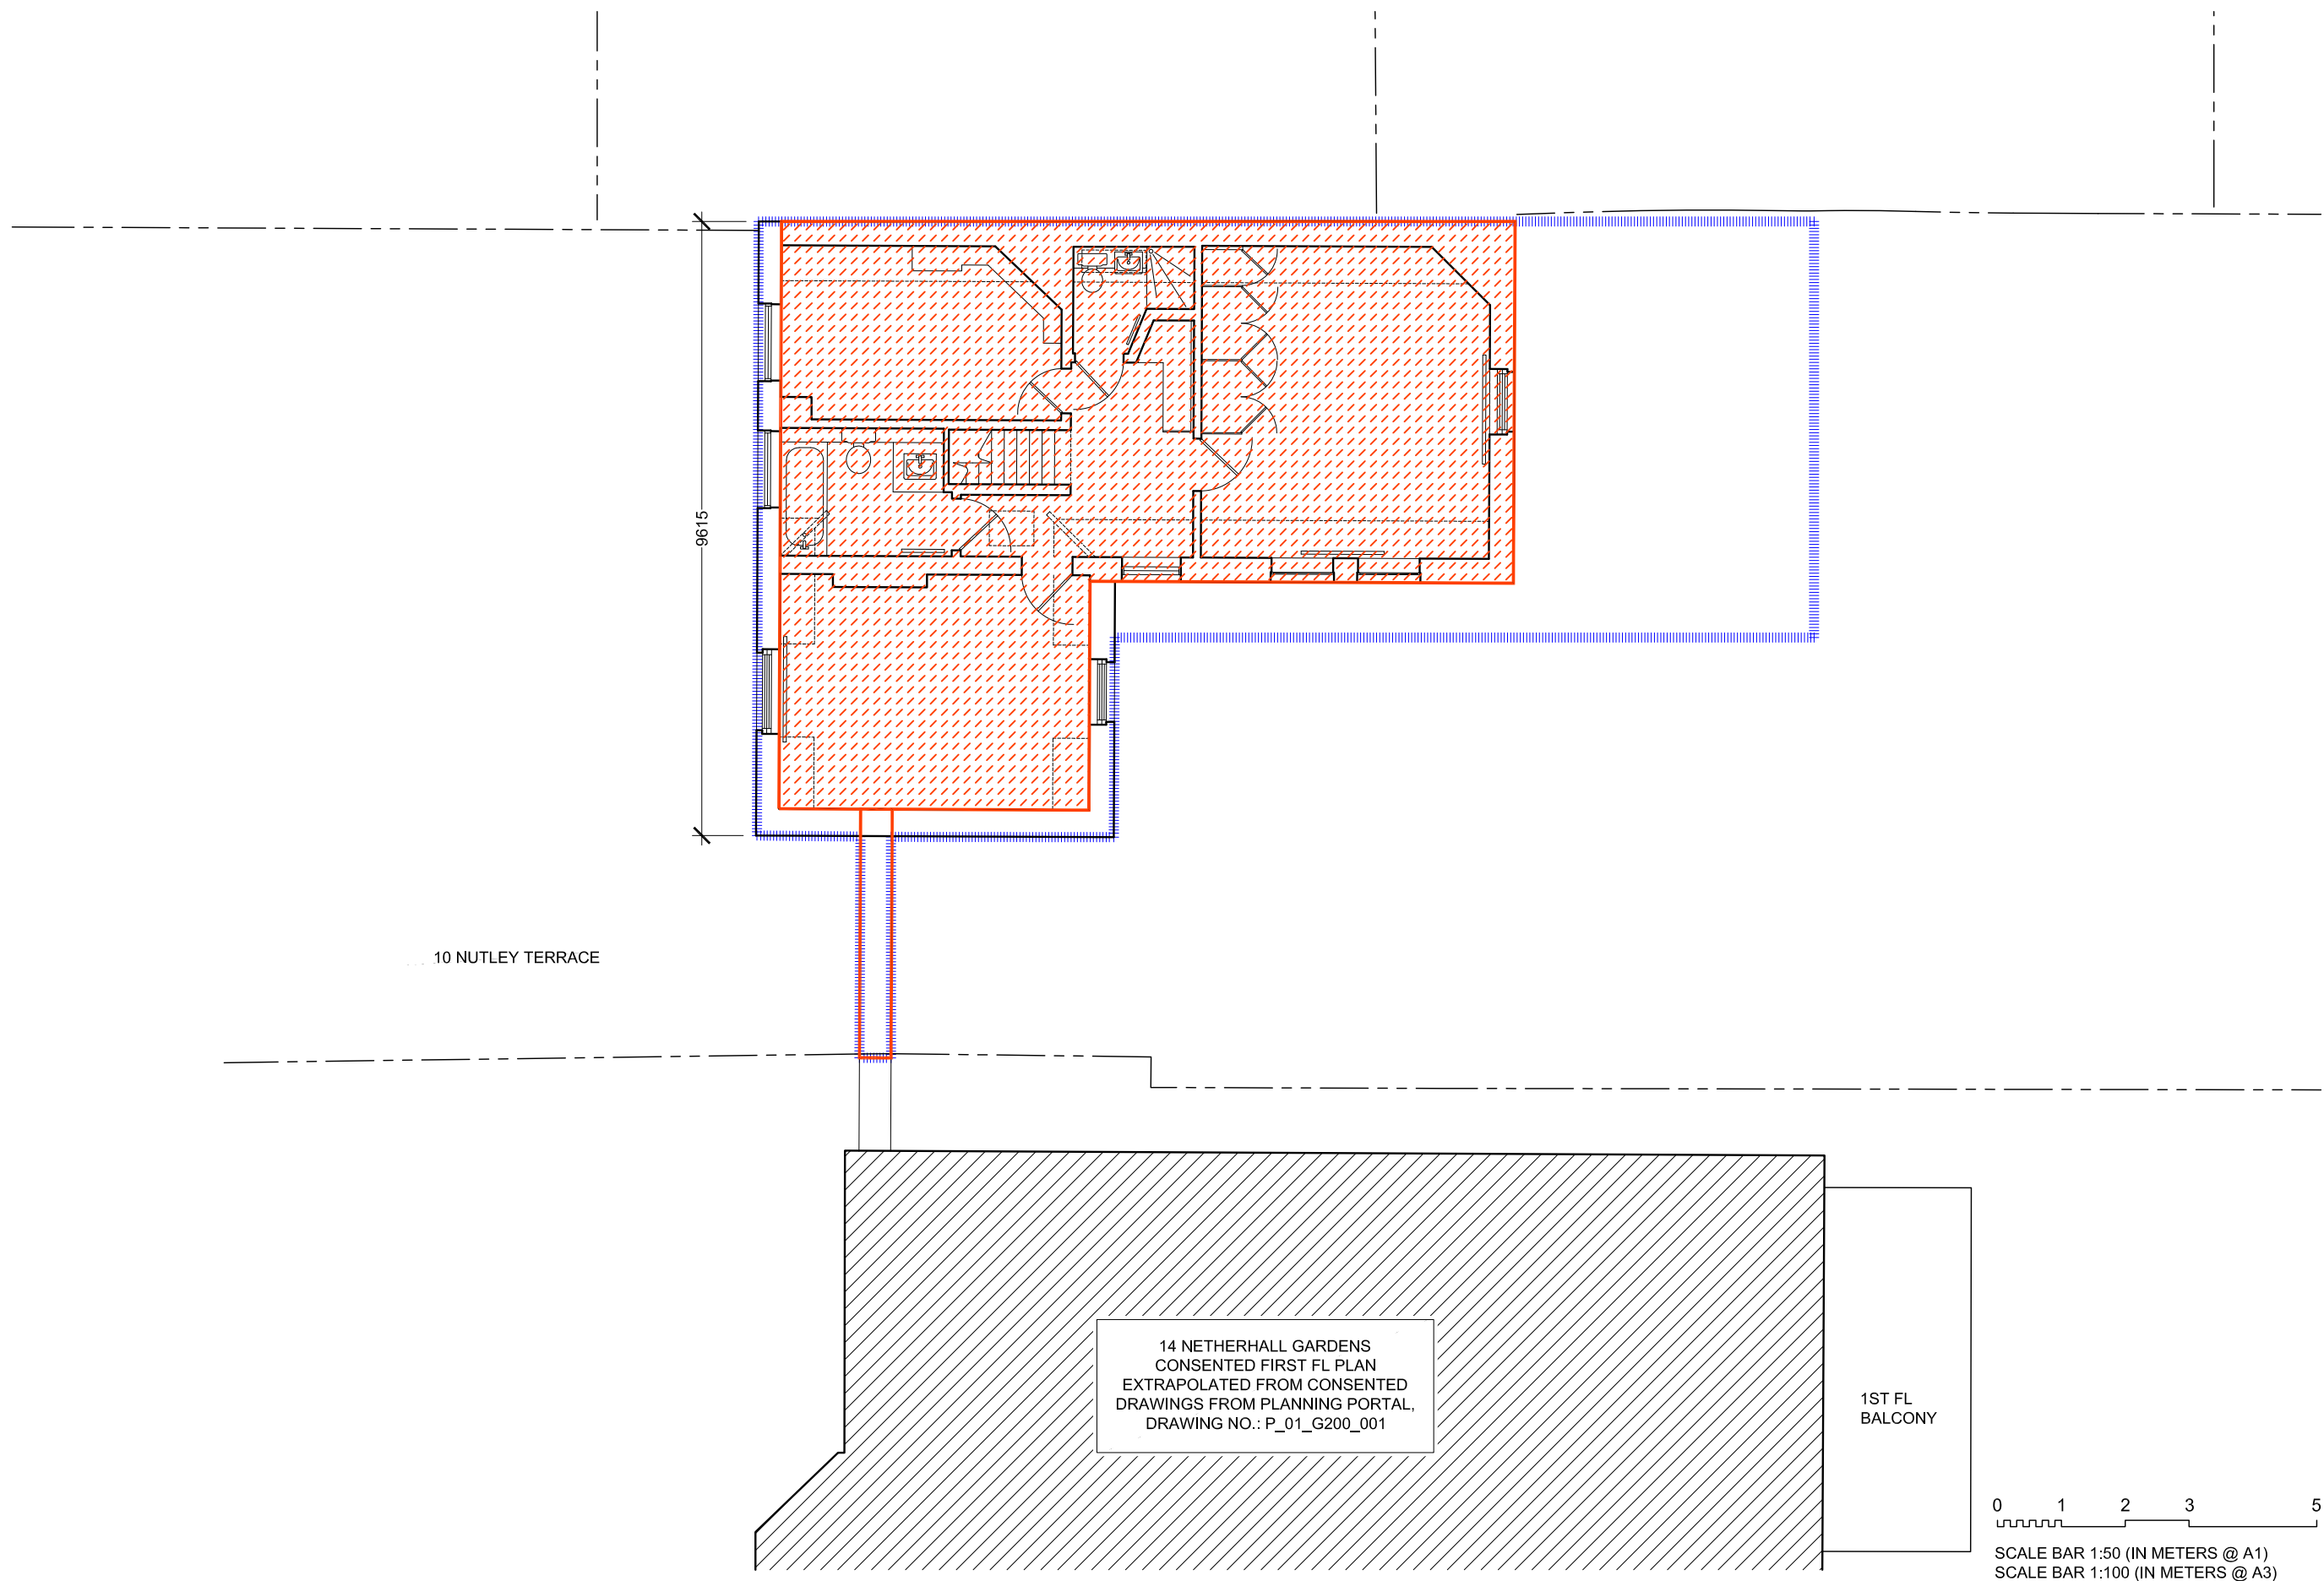 9615
10 NUTLEY TERRACE
14 NETHERHALL GARDENS
CONSENTED FIRST FL PLAN
EXTRAPOLATED FROM CONSENTED
DRAWINGS FROM PLANNING PORTAL,
DRAWING NO.: P_01_G200_001
1ST FL
BALCONY
0 1 2 3 5
SCALE BAR 1:50 (IN METERS @ A1)
SCALE BAR 1:100 (IN METERS @ A3)